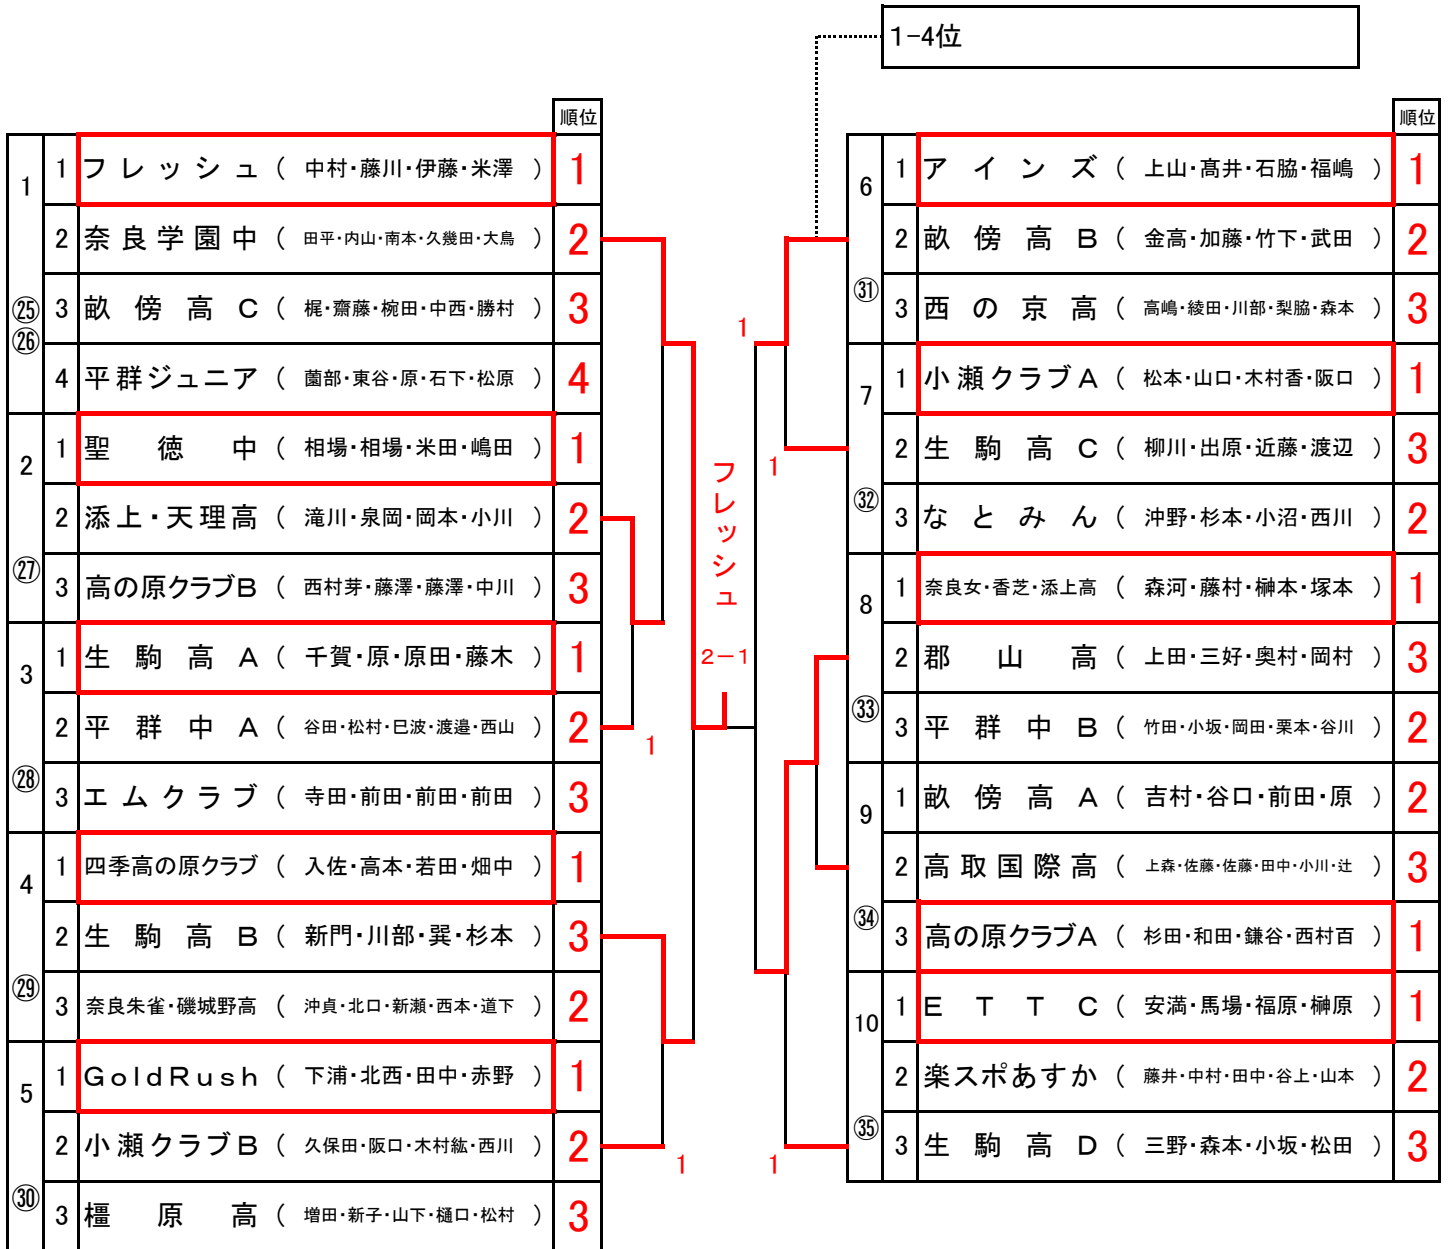 1-4位
順位
1
1 フレッシュ ( 中村・藤川・伊藤・米澤 ) 1
2 奈良学園中 ( 田平・内山・南本・久幾田・大鳥 ) 2
㉕
㉖
3 畝傍高C ( 梶・齋藤・椀田・中西・勝村 ) 3
4 平群ジュニア ( 薗部・東谷・原・石下・松原 ) 4
2
1 聖徳中 ( 相場・相場・米田・嶋田 ) 1
2 添上・天理高 ( 滝川・泉岡・岡本・小川 ) 2
㉗
3 高の原クラブB ( 西村芽・藤澤・藤澤・中川 ) 3
3
1 生駒高A ( 千賀・原・原田・藤木 ) 1
2 平群中A ( 谷田・松村・巳波・渡邉・西山 ) 2
㉘
3 エムクラブ ( 寺田・前田・前田・前田 ) 3
4
1 四季高の原クラブ ( 入佐・高本・若田・畑中 ) 1
2 生駒高B ( 新門・川部・巽・杉本 ) 3
㉙
3 奈良朱雀・磯城野高 ( 沖貞・北口・新瀬・西本・道下 ) 2
5
1 GoldRush ( 下浦・北西・田中・赤野 ) 1
2 小瀬クラブB ( 久保田・阪口・木村紘・西川 ) 2
㉚
3 橿原高 ( 増田・新子・山下・樋口・松村 ) 3
1
1
フレッシュ
2-1
1
1
1
順位
6
1 アインズ ( 上山・髙井・石脇・福嶋 ) 1
2 畝傍高B ( 金高・加藤・竹下・武田 ) 2
㉛
3 西の京高 ( 高嶋・綾田・川部・梨脇・森本 ) 3
7
1 小瀬クラブA ( 松本・山口・木村香・阪口 ) 1
2 生駒高C ( 柳川・出原・近藤・渡辺 ) 3
㉜
3 なとみん ( 沖野・杉本・小沼・西川 ) 2
8
1 奈良女・香芝・添上高 ( 森河・藤村・榊本・塚本 ) 1
2 郡山高 ( 上田・三好・奥村・岡村 ) 3
㉝
3 平群中B ( 竹田・小坂・岡田・栗本・谷川 ) 2
9
1 畝傍高A ( 吉村・谷口・前田・原 ) 2
2 高取国際高 ( 上森・佐藤・佐藤・田中・小川・辻 ) 3
㉞
3 高の原クラブA ( 杉田・和田・鎌谷・西村百 ) 1
10
1 ETTC ( 安満・馬場・福原・榊原 ) 1
2 楽スポあすか ( 藤井・中村・田中・谷上・山本 ) 2
㉟
3 生駒高D ( 三野・森本・小坂・松田 ) 3